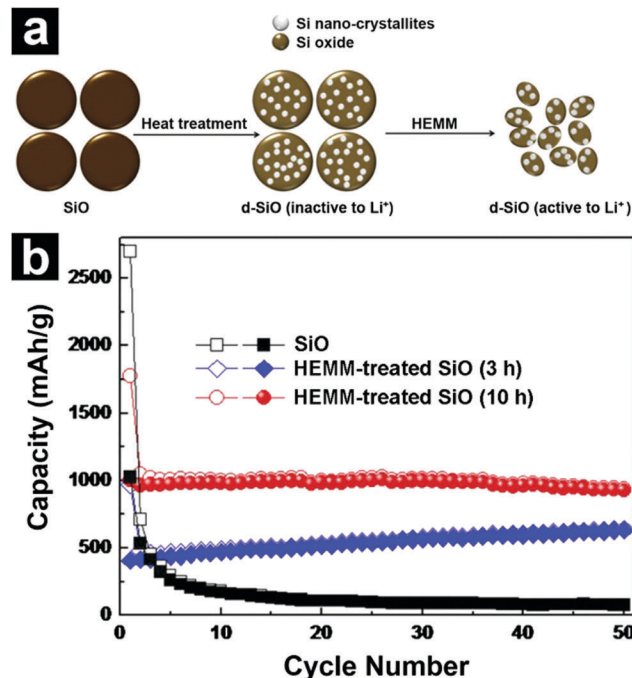 a
Si nano-crystallites
Si oxide
Heat treatment
HEMM
SiO
d-SiO (inactive to Li⁺)
d-SiO (active to Li⁺)
b
2500
2000
1500
1000
500
0
Capacity (mAh/g)
SiO
HEMM-treated SiO (3 h)
HEMM-treated SiO (10 h)
0 10 20 30 40 50
Cycle Number